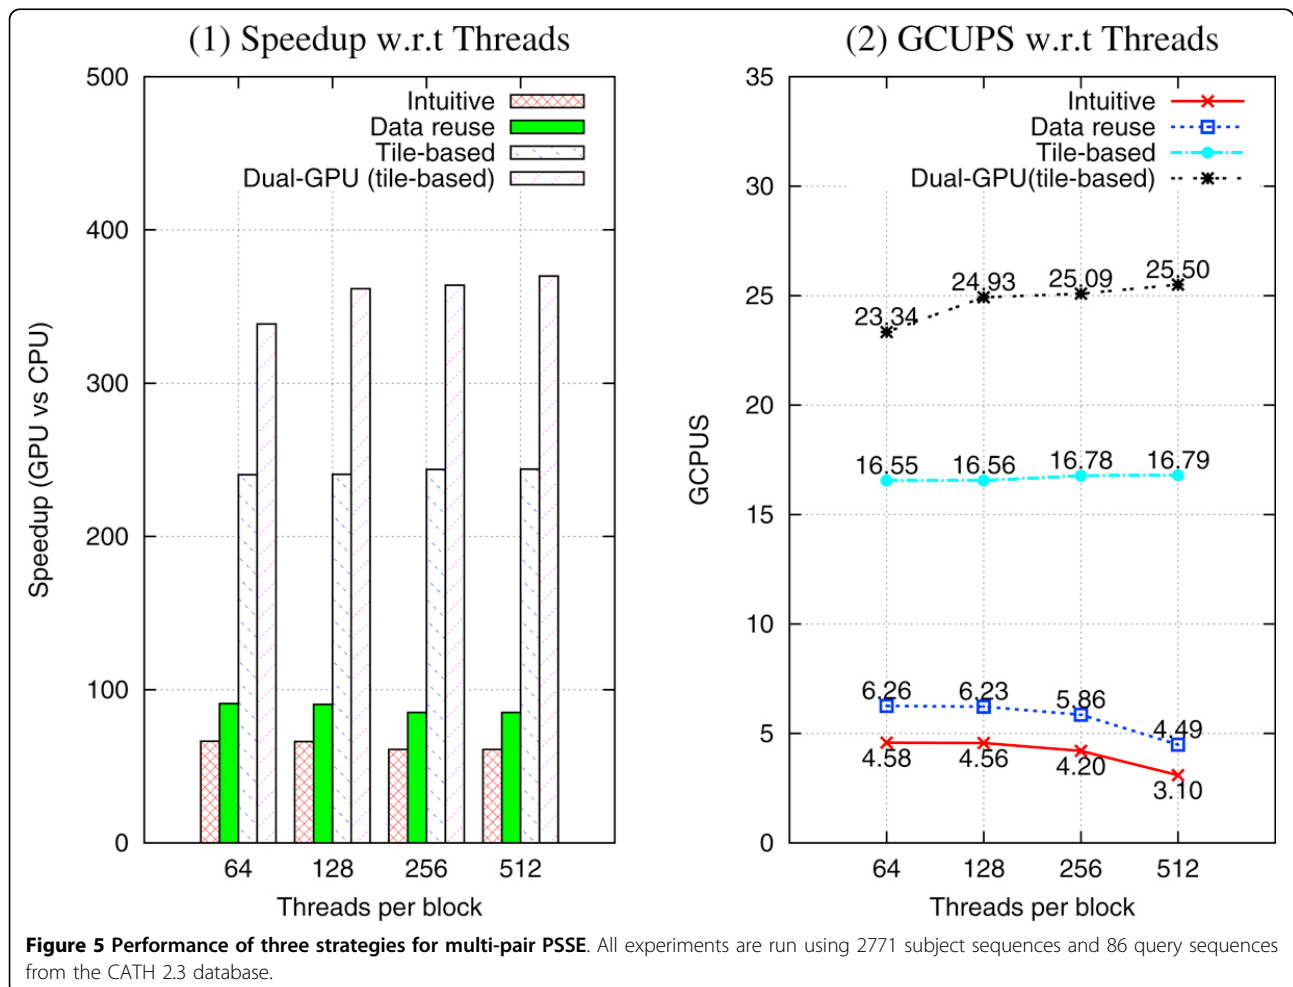 (1) Speedup w.r.t Threads
500
400
300
200
100
0
Speedup (GPU vs CPU)
Intuitive
Data reuse
Tile-based
Dual-GPU (tile-based)
64 128 256 512
Threads per block
(2) GCUPS w.r.t Threads
35
30
25
20
15
10
5
0
GCPUS
Intuitive
Data reuse
Tile-based
Dual-GPU(tile-based)
23.34 24.93 25.09 25.50
16.55 16.56 16.78 16.79
6.26 6.23 5.86 4.49
4.58 4.56 4.20 3.10
64 128 256 512
Threads per block
Figure 5 Performance of three strategies for multi-pair PSSE. All experiments are run using 2771 subject sequences and 86 query sequences
from the CATH 2.3 database.